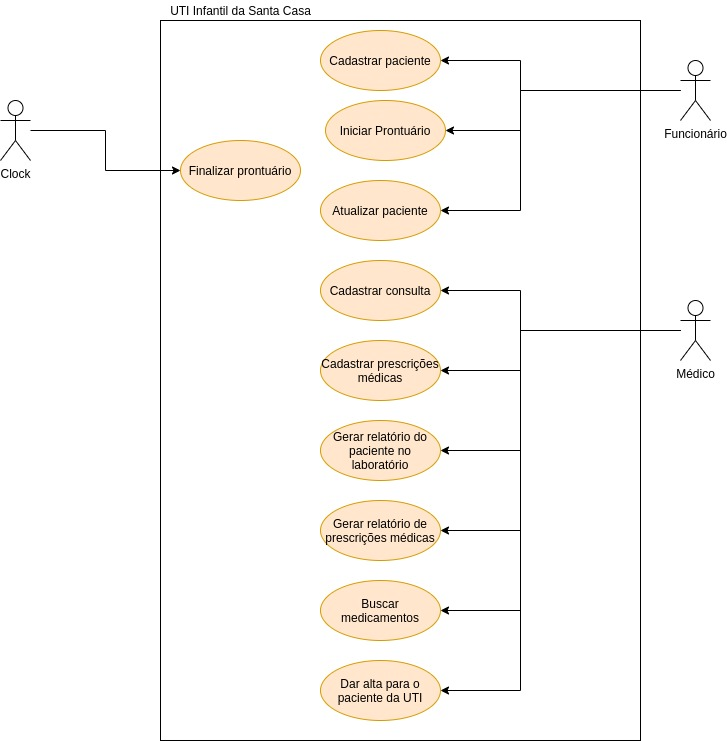 UTI Infantil da Santa Casa
Cadastrar paciente
Iniciar Prontuário
Funcionário
Clock
Finalizar prontuário
Atualizar paciente
Cadastrar consulta
Médico
Cadastrar prescrições
médicas
Gerar relatório do
paciente no
laboratório
Gerar relatório de
prescrições médicas
Buscar
medicamentos
Dar alta para o
paciente da UTI